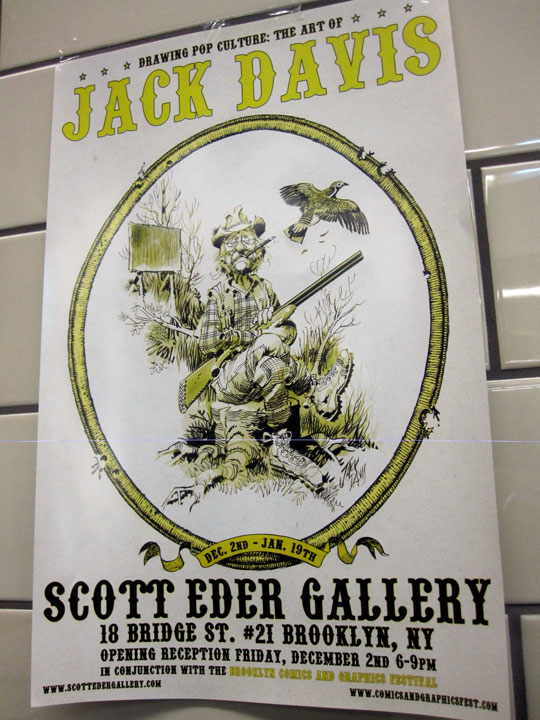 DRAWING POP CULTURE: THE ART OF
JACK DAVIS
DEC. 2ND - JAN. 19TH
SCOTT EDER GALLERY
18 BRIDGE ST. #21 BROOKLYN, NY
OPENING RECEPTION FRIDAY, DECEMBER 2ND 6-9PM
IN CONJUNCTION WITH THE BROOKLYN COMICS AND GRAPHICS FESTIVAL
WWW.SCOTTEDERGALLERY.COM
WWW.COMICSANDGRAPHICSFEST.COM